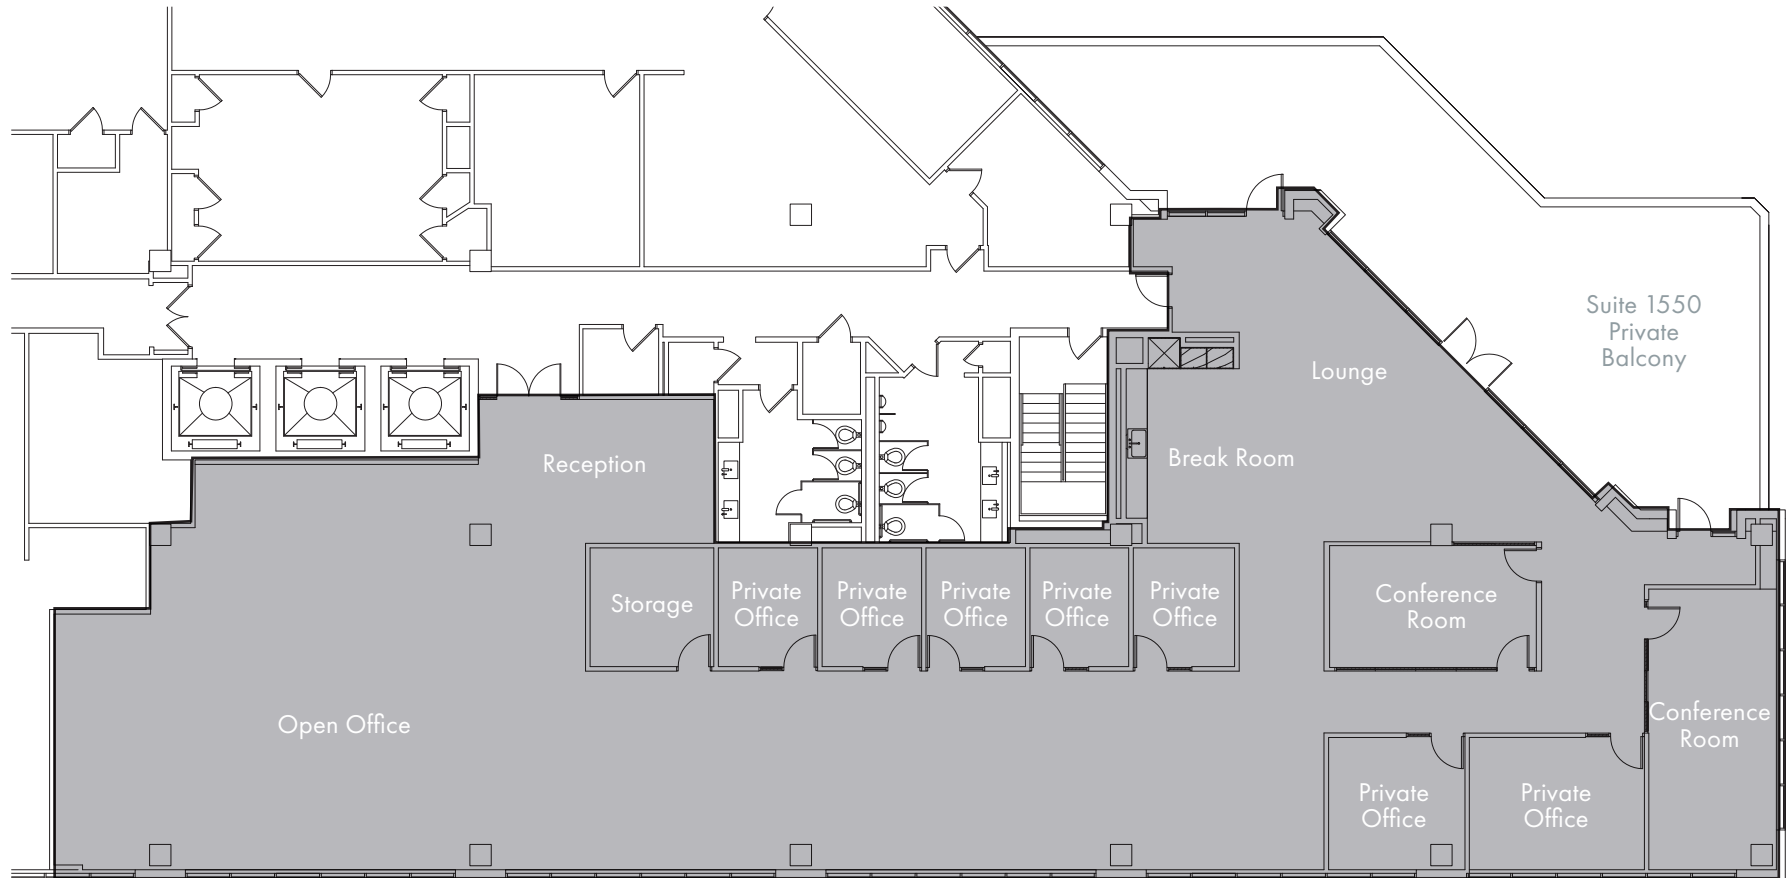 Suite 1550
Private
Balcony
Lounge
Reception
Break Room
Storage
Private
Office
Private
Office
Private
Office
Private
Office
Private
Office
Conference
Room
Open Office
Conference
Room
Private
Office
Private
Office